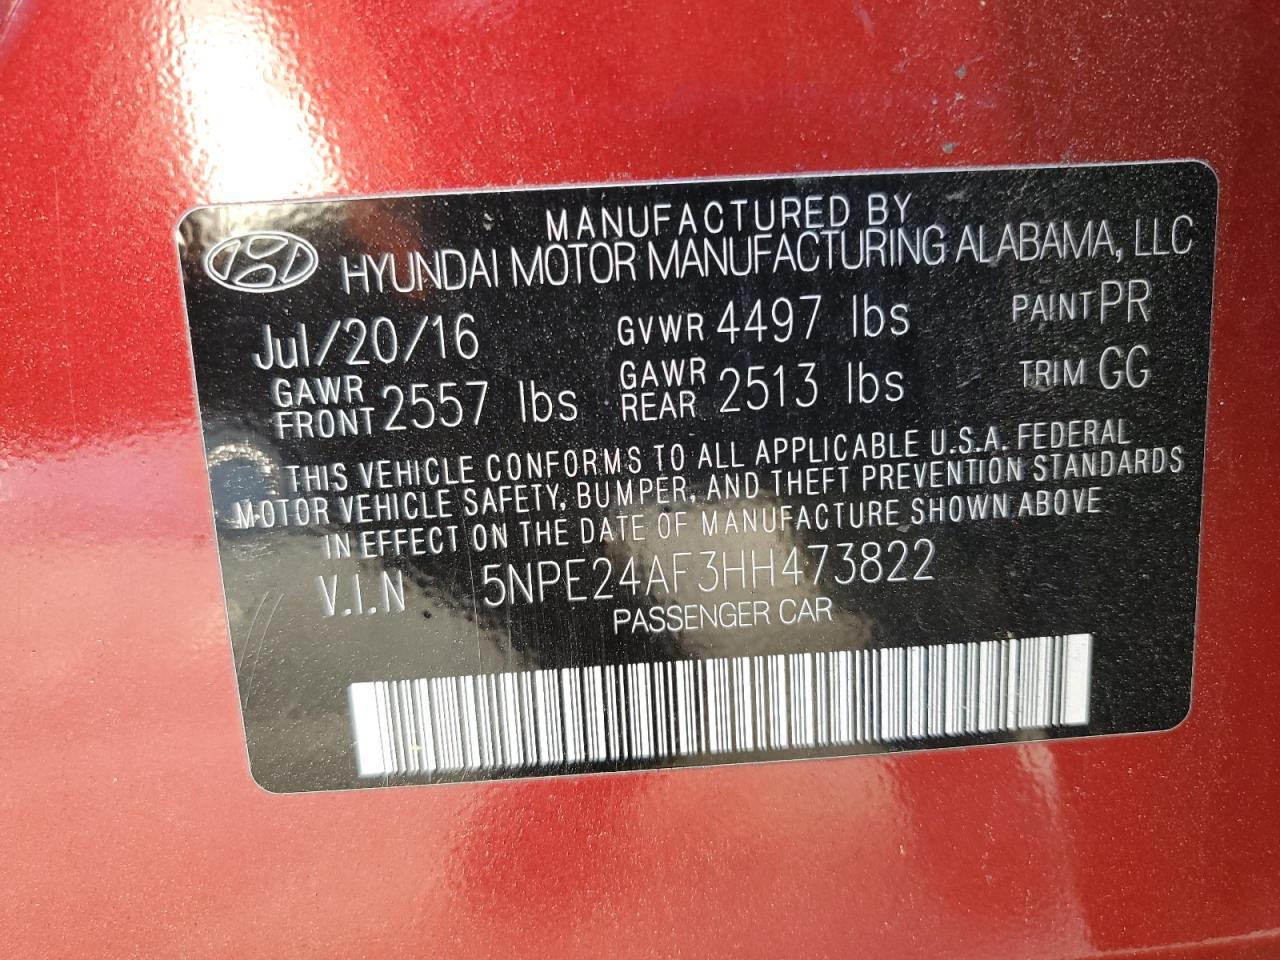 MANUFACTURED BY
HYUNDAI MOTOR MANUFACTURING ALABAMA, LLC
Jul/20/16 GVWR 4497 lbs PAINT PR
GAWR FRONT 2557 lbs GAWR REAR 2513 lbs TRIM GG
THIS VEHICLE CONFORMS TO ALL APPLICABLE U.S.A. FEDERAL
MOTOR VEHICLE SAFETY, BUMPER, AND THEFT PREVENTION STANDARDS
IN EFFECT ON THE DATE OF MANUFACTURE SHOWN ABOVE
V.I.N 5NPE24AF3HH473822
PASSENGER CAR